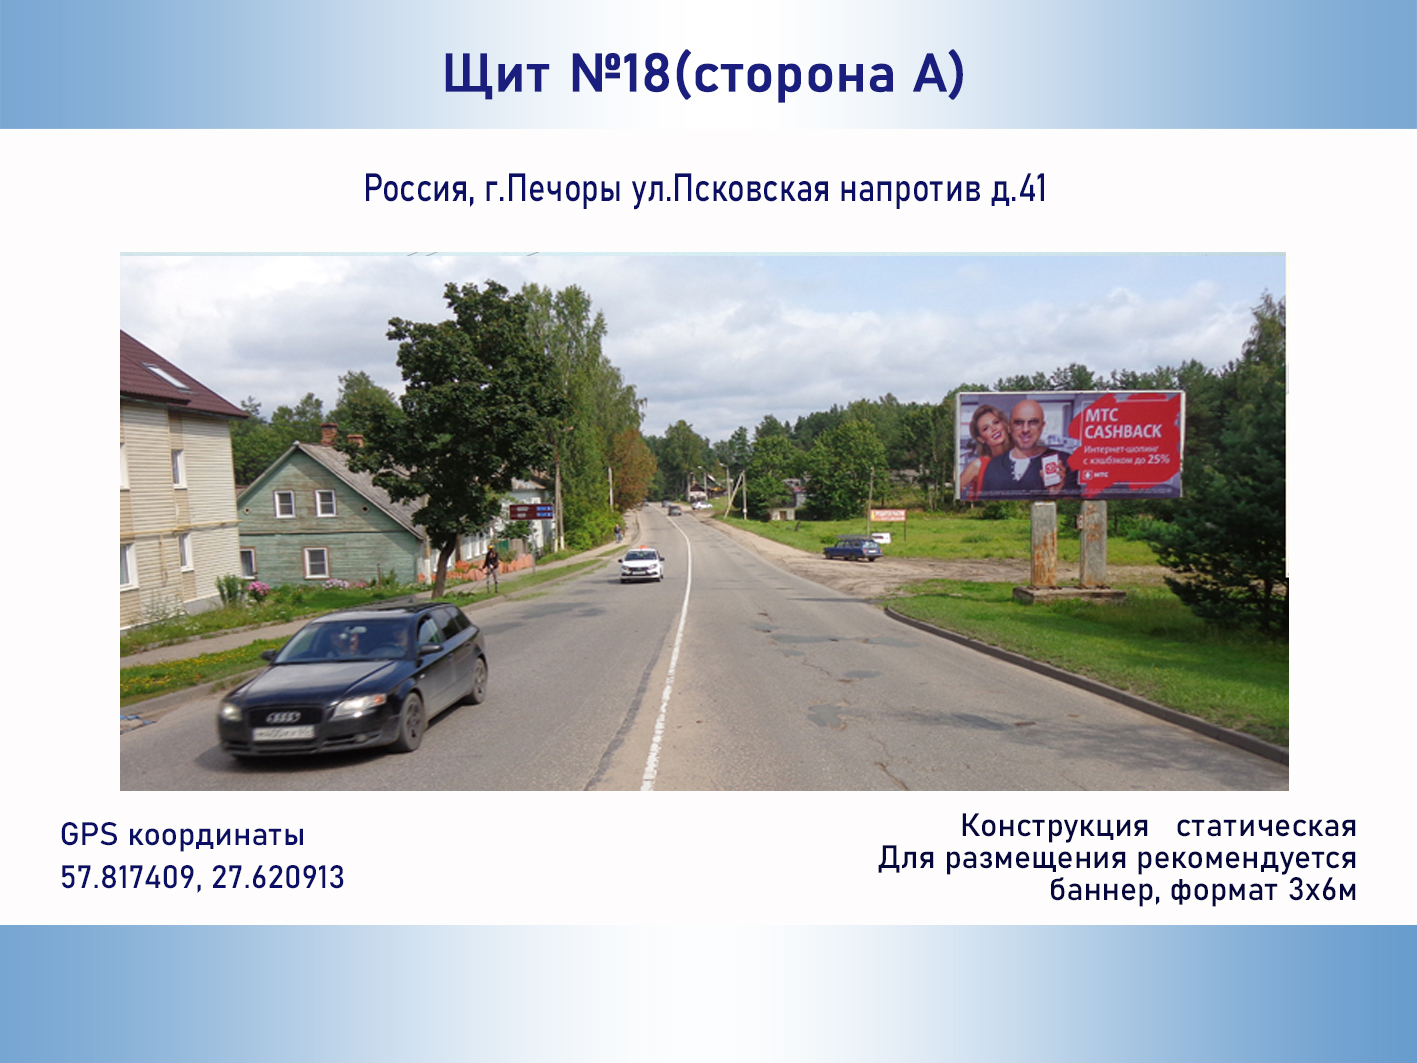 Щит №18(сторона А)
Россия, г.Печоры ул.Псковская напротив д.41
МТС
CASHBACK
Интернет-шопинг
с кэшбэком до 25%
МТС
GPS координаты
57.817409, 27.620913
Конструкция статическая
Для размещения рекомендуется
баннер, формат 3х6м